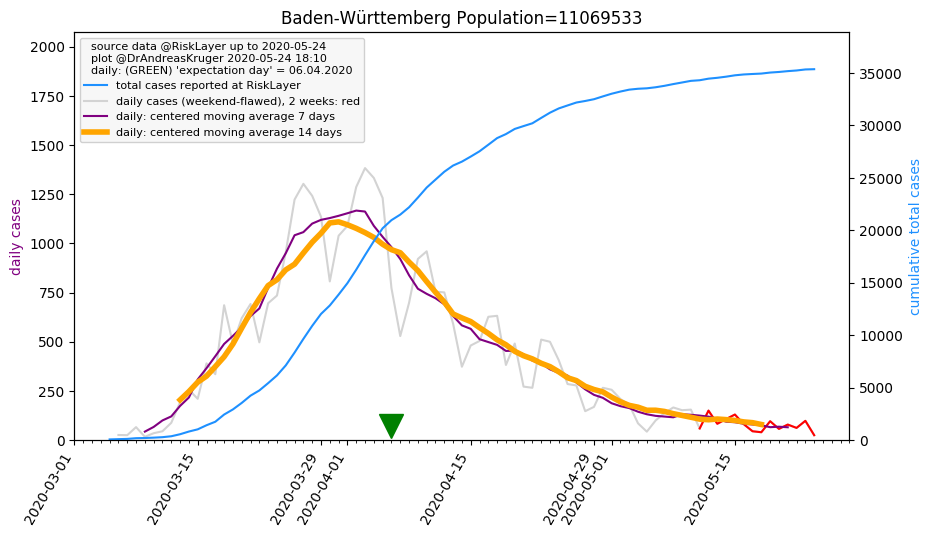 Baden-Württemberg Population=11069533
source data @RiskLayer up to 2020-05-24
plot @DrAndreasKruger 2020-05-24 18:10
daily: (GREEN) 'expectation day' = 06.04.2020
total cases reported at RiskLayer
daily cases (weekend-flawed), 2 weeks: red
daily: centered moving average 7 days
daily: centered moving average 14 days
daily cases
2000
1750
1500
1250
1000
750
500
250
0
cumulative total cases
35000
30000
25000
20000
15000
10000
5000
0
2020-03-01
2020-03-15
2020-03-29
2020-04-01
2020-04-15
2020-04-29
2020-05-01
2020-05-15